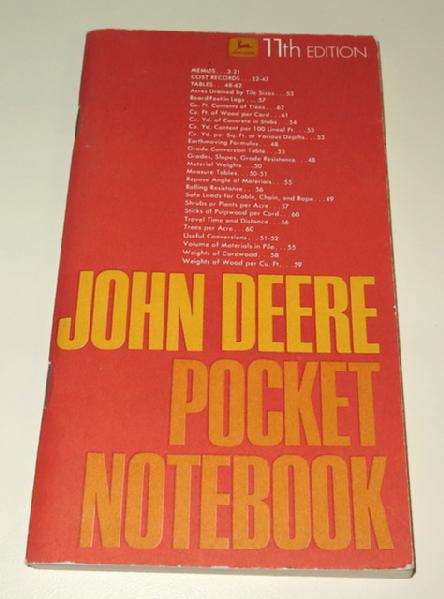 11th EDITION
MEMOS...3-31
COST RECORDS...32-47
TABLES...48-62
Acres Drained by Tile Sizes...53
Board Feet in Logs...57
Cu. Ft. Contents of Trees...62
Cu. Ft. of Wood per Cord...61
Cu. Yd. of Concrete in Slabs...54
Cu. Yd. Content per 100 Lineal Ft...53
Cu. Yd. per Sq. Ft. or Various Depths...53
Earthmoving Formulas...48
Grade Conversion Table...53
Grades, Slopes, Grade Resistance...48
Material Weights...50
Measure Tables...50-51
Repose Angle of Materials...55
Rolling Resistance...56
Safe Loads for Cable, Chain, and Rope...49
Shrubs or Plants per Acre...57
Sticks of Pulpwood per Cord...60
Travel Time and Distance...56
Trees per Acre...60
Useful Conversions...51-52
Volume of Materials in Pile...55
Weights of Cordwood...58
Weights of Wood per Cu. Ft...59
JOHN DEERE
POCKET
NOTEBOOK